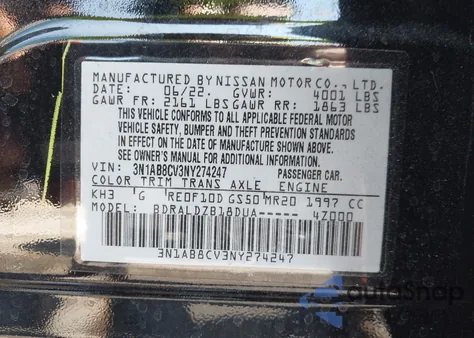 MANUFACTURED BY NISSAN MOTOR CO., LTD.
DATE: 06/22. GVWR: 4001 LBS
GAWR FR: 2161 LBS GAWR RR: 1863 LBS
THIS VEHICLE CONFORMS TO ALL APPLICABLE FEDERAL MOTOR
VEHICLE SAFETY, BUMPER AND THEFT PREVENTION STANDARDS
IN EFFECT ON THE DATE OF MANUFACTURE SHOWN ABOVE.
SEE OWNER'S MANUAL FOR ADDITIONAL INFORMATION.
VIN: 3N1AB8CV3NY274247 PASSENGER CAR.
COLOR TRIM TRANS AXLE ENGINE
KH3 G RE0F10D GS50 MR20 1997 CC
MODEL: BDRALDZB18DUA----- 4Z000
3N1AB8CV3NY274247
autoSnap